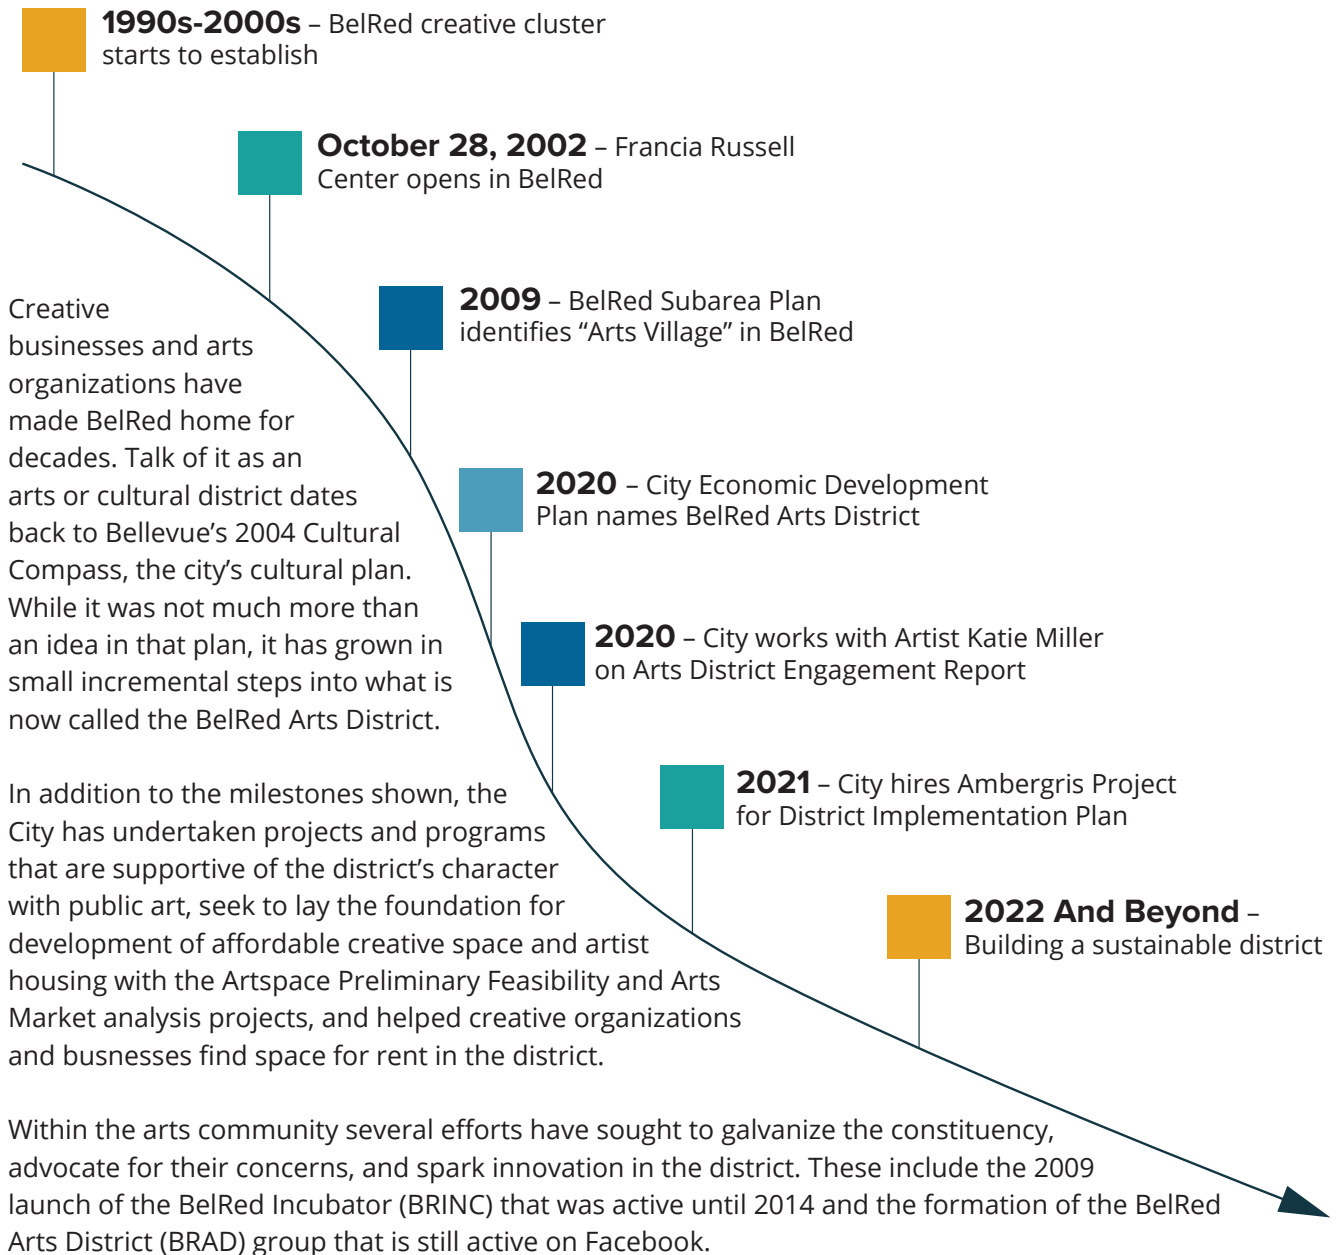 1990s-2000s – BelRed creative cluster
starts to establish
October 28, 2002 – Francia Russell
Center opens in BelRed
2009 – BelRed Subarea Plan
identifies “Arts Village” in BelRed
2020 – City Economic Development
Plan names BelRed Arts District
2020 – City works with Artist Katie Miller
on Arts District Engagement Report
2021 – City hires Ambergris Project
for District Implementation Plan
2022 And Beyond –
Building a sustainable district
Creative
businesses and arts
organizations have
made BelRed home for
decades. Talk of it as an
arts or cultural district dates
back to Bellevue’s 2004 Cultural
Compass, the city’s cultural plan.
While it was not much more than
an idea in that plan, it has grown in
small incremental steps into what is
now called the BelRed Arts District.
In addition to the milestones shown, the
City has undertaken projects and programs
that are supportive of the district’s character
with public art, seek to lay the foundation for
development of affordable creative space and artist
housing with the Artspace Preliminary Feasibility and Arts
Market analysis projects, and helped creative organizations
and busnesses find space for rent in the district.
Within the arts community several efforts have sought to galvanize the constituency,
advocate for their concerns, and spark innovation in the district. These include the 2009
launch of the BelRed Incubator (BRINC) that was active until 2014 and the formation of the BelRed
Arts District (BRAD) group that is still active on Facebook.